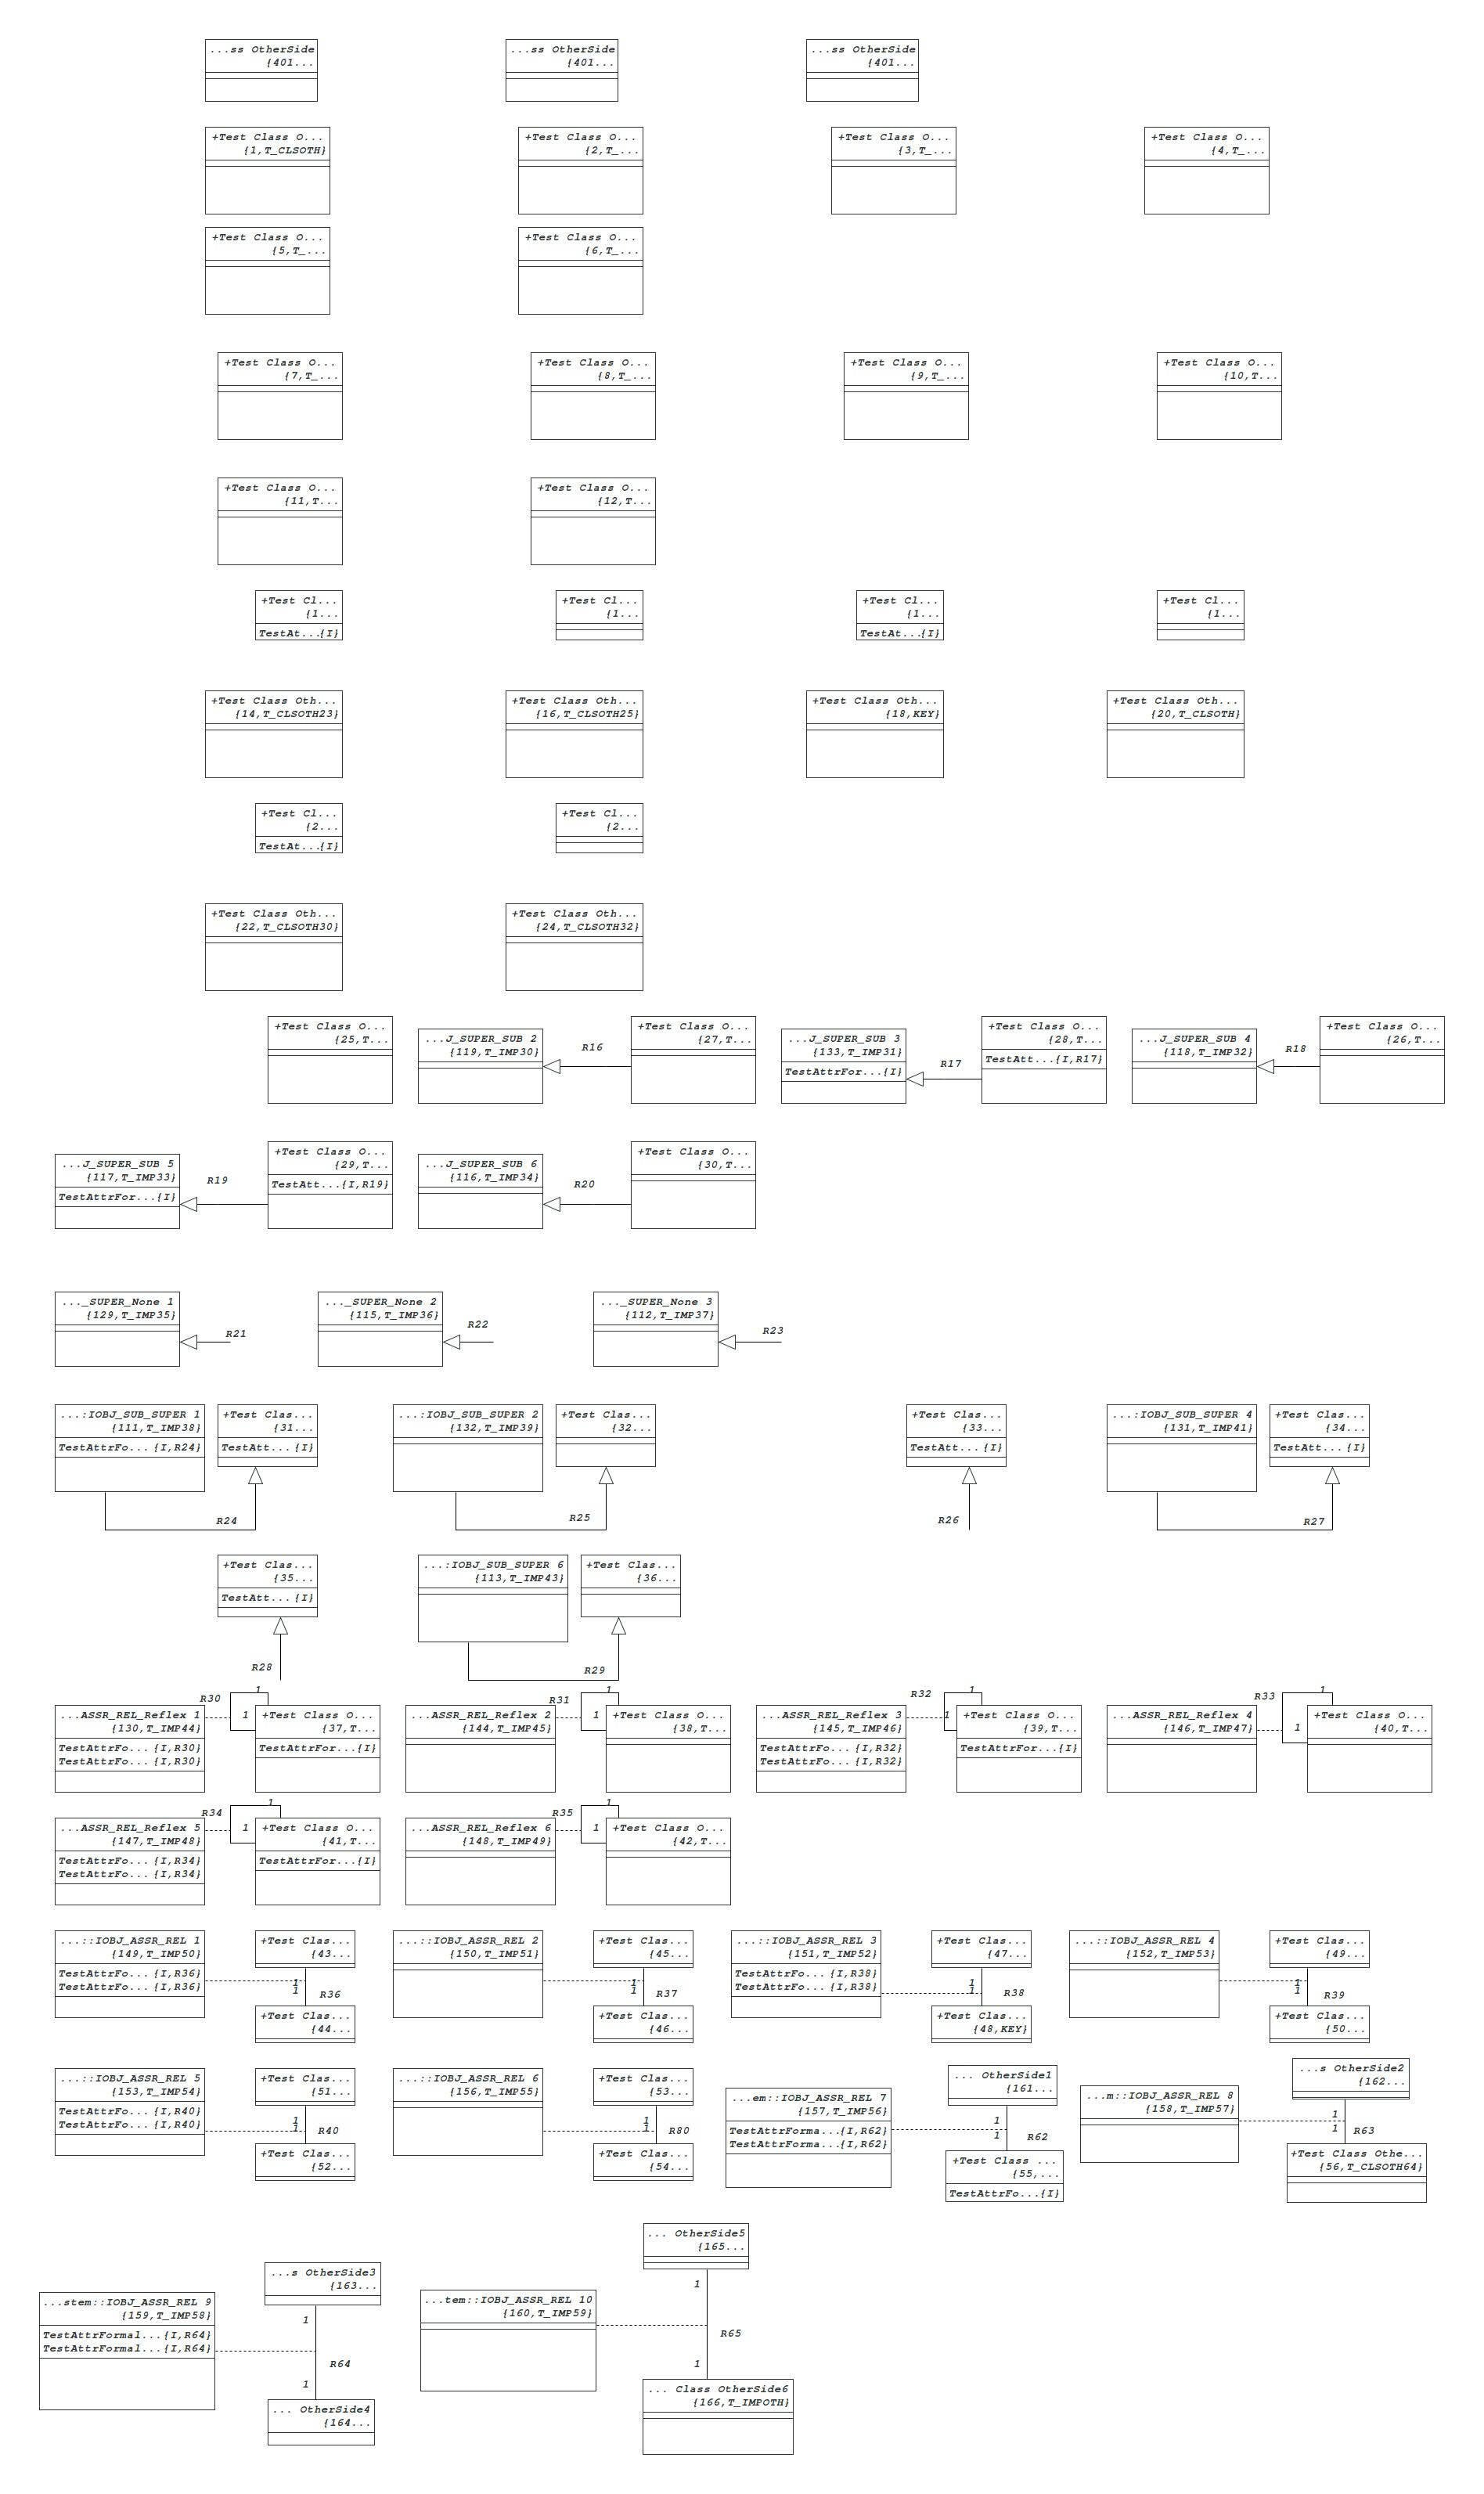 ...ss OtherSide
{401...
...ss OtherSide
{401...
...ss OtherSide
{401...
+Test Class O...
{1,T_CLSOTH}
+Test Class O...
{2,T_...
+Test Class O...
{3,T_...
+Test Class O...
{4,T_...
+Test Class O...
{5,T_...
+Test Class O...
{6,T_...
+Test Class O...
{7,T_...
+Test Class O...
{8,T_...
+Test Class O...
{9,T_...
+Test Class O...
{10,T...
+Test Class O...
{11,T...
+Test Class O...
{12,T...
+Test Cl...
{1...
TestAt...{I}
+Test Cl...
{1...
+Test Cl...
{1...
TestAt...{I}
+Test Cl...
{1...
+Test Class Oth...
{14,T_CLSOTH23}
+Test Class Oth...
{16,T_CLSOTH25}
+Test Class Oth...
{18,KEY}
+Test Class Oth...
{20,T_CLSOTH}
+Test Cl...
{2...
TestAt...{I}
+Test Cl...
{2...
+Test Class Oth...
{22,T_CLSOTH30}
+Test Class Oth...
{24,T_CLSOTH32}
+Test Class O...
{25,T...
...J_SUPER_SUB 2
{119,T_IMP30}
R16
+Test Class O...
{27,T...
...J_SUPER_SUB 3
{133,T_IMP31}
TestAttrFor...{I}
R17
+Test Class O...
{28,T...
TestAtt...{I,R17}
...J_SUPER_SUB 4
{118,T_IMP32}
R18
+Test Class O...
{26,T...
...J_SUPER_SUB 5
{117,T_IMP33}
TestAttrFor...{I}
R19
+Test Class O...
{29,T...
TestAtt...{I,R19}
...J_SUPER_SUB 6
{116,T_IMP34}
R20
+Test Class O...
{30,T...
..._SUPER_None 1
{129,T_IMP35}
R21
..._SUPER_None 2
{115,T_IMP36}
R22
..._SUPER_None 3
{112,T_IMP37}
R23
...:IOBJ_SUB_SUPER 1
{111,T_IMP38}
TestAttrFo... {I,R24}
+Test Clas...
{31...
TestAtt... {I}
R24
...:IOBJ_SUB_SUPER 2
{132,T_IMP39}
+Test Clas...
{32...
R25
+Test Clas...
{33...
TestAtt... {I}
R26
...:IOBJ_SUB_SUPER 4
{131,T_IMP41}
+Test Clas...
{34...
TestAtt... {I}
R27
+Test Clas...
{35...
TestAtt... {I}
R28
...:IOBJ_SUB_SUPER 6
{113,T_IMP43}
+Test Clas...
{36...
R29
...ASSR_REL_Reflex 1
{130,T_IMP44}
TestAttrFo... {I,R30}
TestAttrFo... {I,R30}
R30
1
1
+Test Class O...
{37,T...
TestAttrFor...{I}
...ASSR_REL_Reflex 2
{144,T_IMP45}
R31
1
1
+Test Class O...
{38,T...
...ASSR_REL_Reflex 3
{145,T_IMP46}
TestAttrFo... {I,R32}
TestAttrFo... {I,R32}
R32
1
1
+Test Class O...
{39,T...
TestAttrFor...{I}
...ASSR_REL_Reflex 4
{146,T_IMP47}
R33
1
1
+Test Class O...
{40,T...
...ASSR_REL_Reflex 5
{147,T_IMP48}
TestAttrFo... {I,R34}
TestAttrFo... {I,R34}
R34
1
1
+Test Class O...
{41,T...
TestAttrFor...{I}
...ASSR_REL_Reflex 6
{148,T_IMP49}
R35
1
1
+Test Class O...
{42,T...
...::IOBJ_ASSR_REL 1
{149,T_IMP50}
TestAttrFo... {I,R36}
TestAttrFo... {I,R36}
+Test Clas...
{43...
1
1
R36
+Test Clas...
{44...
...::IOBJ_ASSR_REL 2
{150,T_IMP51}
+Test Clas...
{45...
1
1
R37
+Test Clas...
{46...
...::IOBJ_ASSR_REL 3
{151,T_IMP52}
TestAttrFo... {I,R38}
TestAttrFo... {I,R38}
+Test Clas...
{47...
1
1
R38
+Test Clas...
{48,KEY}
...::IOBJ_ASSR_REL 4
{152,T_IMP53}
+Test Clas...
{49...
1
1
R39
+Test Clas...
{50...
...::IOBJ_ASSR_REL 5
{153,T_IMP54}
TestAttrFo... {I,R40}
TestAttrFo... {I,R40}
+Test Clas...
{51...
1
1
R40
+Test Clas...
{52...
...::IOBJ_ASSR_REL 6
{156,T_IMP55}
+Test Clas...
{53...
1
1
R80
+Test Clas...
{54...
...em::IOBJ_ASSR_REL 7
{157,T_IMP56}
TestAttrForma...{I,R62}
TestAttrForma...{I,R62}
... OtherSide1
{161...
1
1
R62
+Test Class ...
{55,...
TestAttrFo...{I}
...m::IOBJ_ASSR_REL 8
{158,T_IMP57}
...s OtherSide2
{162...
1
1
R63
+Test Class Othe...
{56,T_CLSOTH64}
...stem::IOBJ_ASSR_REL 9
{159,T_IMP58}
TestAttrFormal...{I,R64}
TestAttrFormal...{I,R64}
...s OtherSide3
{163...
1
R64
1
... OtherSide4
{164...
...tem::IOBJ_ASSR_REL 10
{160,T_IMP59}
... OtherSide5
{165...
1
R65
1
... Class OtherSide6
{166,T_IMPOTH}